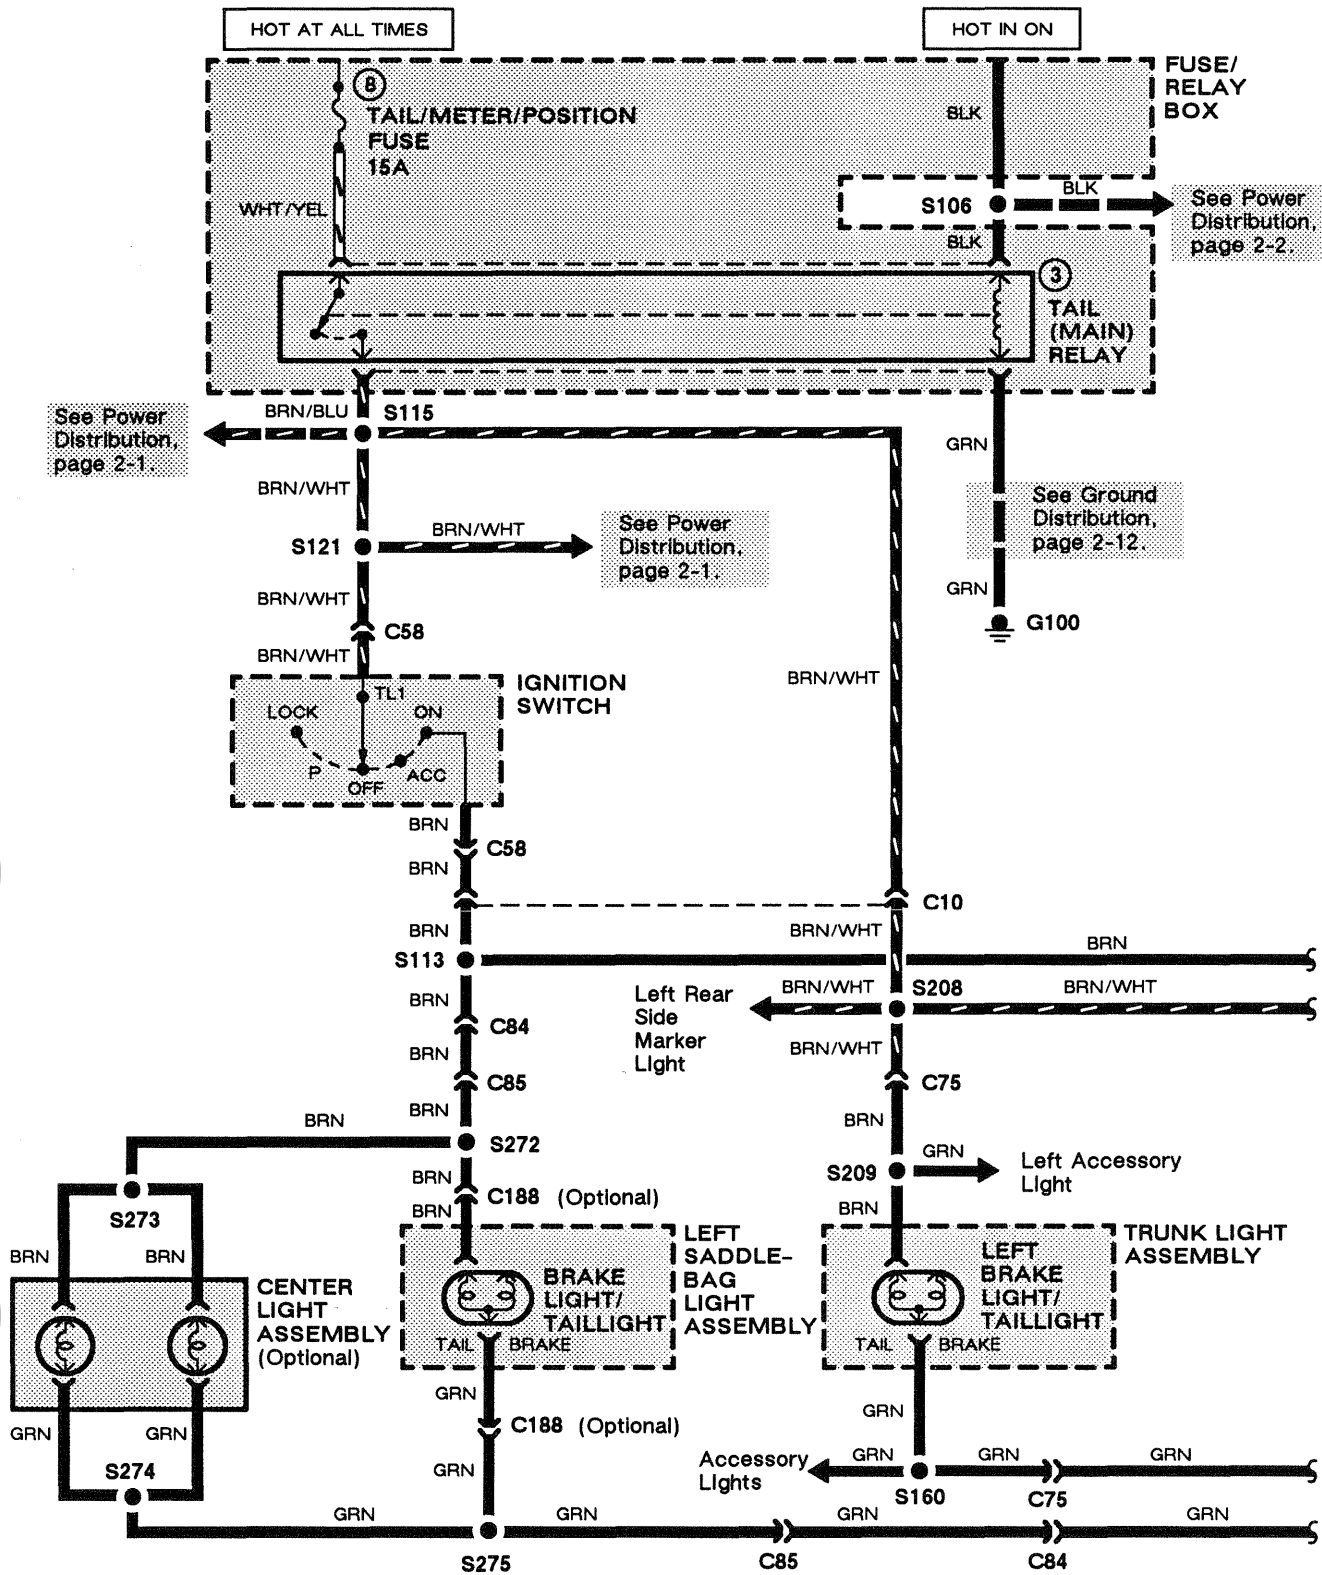 HOT AT ALL TIMES
HOT IN ON
FUSE/
RELAY
BOX
8
TAIL/METER/POSITION
FUSE
15A
BLK
WHT/YEL
S106
BLK
See Power
Distribution,
page 2-2.
BLK
3
TAIL
(MAIN)
RELAY
See Power
Distribution,
page 2-1.
BRN/BLU
S115
GRN
BRN/WHT
See Ground
Distribution,
page 2-12.
S121
BRN/WHT
See Power
Distribution,
page 2-1.
BRN/WHT
GRN
C58
G100
BRN/WHT
BRN/WHT
IGNITION
SWITCH
TL1
LOCK
ON
P
OFF
ACC
BRN
C58
BRN
C10
BRN
BRN/WHT
S113
BRN
BRN
Left Rear
Side
Marker
Light
BRN/WHT
S208
BRN/WHT
C84
BRN/WHT
BRN
C85
C75
BRN
BRN
BRN
S272
GRN
S209
Left Accessory
Light
BRN
C188 (Optional)
BRN
BRN
S273
LEFT
SADDLE-
BAG
LIGHT
ASSEMBLY
TRUNK LIGHT
ASSEMBLY
BRN
BRN
CENTER
LIGHT
ASSEMBLY
(Optional)
BRAKE
LIGHT/
TAILLIGHT
LEFT
BRAKE
LIGHT/
TAILLIGHT
TAIL
BRAKE
TAIL
BRAKE
GRN
GRN
GRN
GRN
C188 (Optional)
S274
GRN
Accessory
Lights
GRN
GRN
GRN
S160
C75
GRN
GRN
GRN
GRN
S275
C85
C84